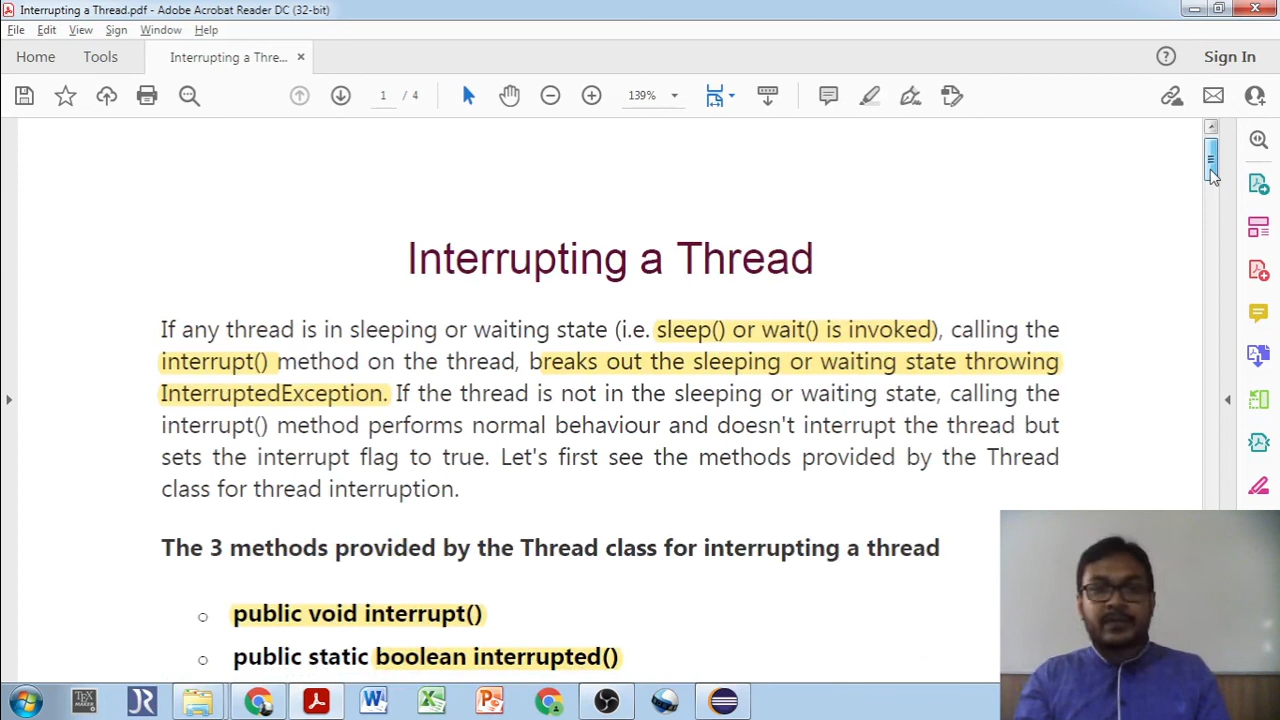 Interrupting a Thread.pdf - Adobe Acrobat Reader DC (32-bit)
File Edit View Sign Window Help
Home Tools Interrupting a Thre... ×
Sign In
1 / 4 139%
Interrupting a Thread
If any thread is in sleeping or waiting state (i.e. sleep() or wait() is invoked), calling the
interrupt() method on the thread, breaks out the sleeping or waiting state throwing
InterruptedException. If the thread is not in the sleeping or waiting state, calling the
interrupt() method performs normal behaviour and doesn't interrupt the thread but
sets the interrupt flag to true. Let's first see the methods provided by the Thread
class for thread interruption.
The 3 methods provided by the Thread class for interrupting a thread
○ public void interrupt()
○ public static boolean interrupted()